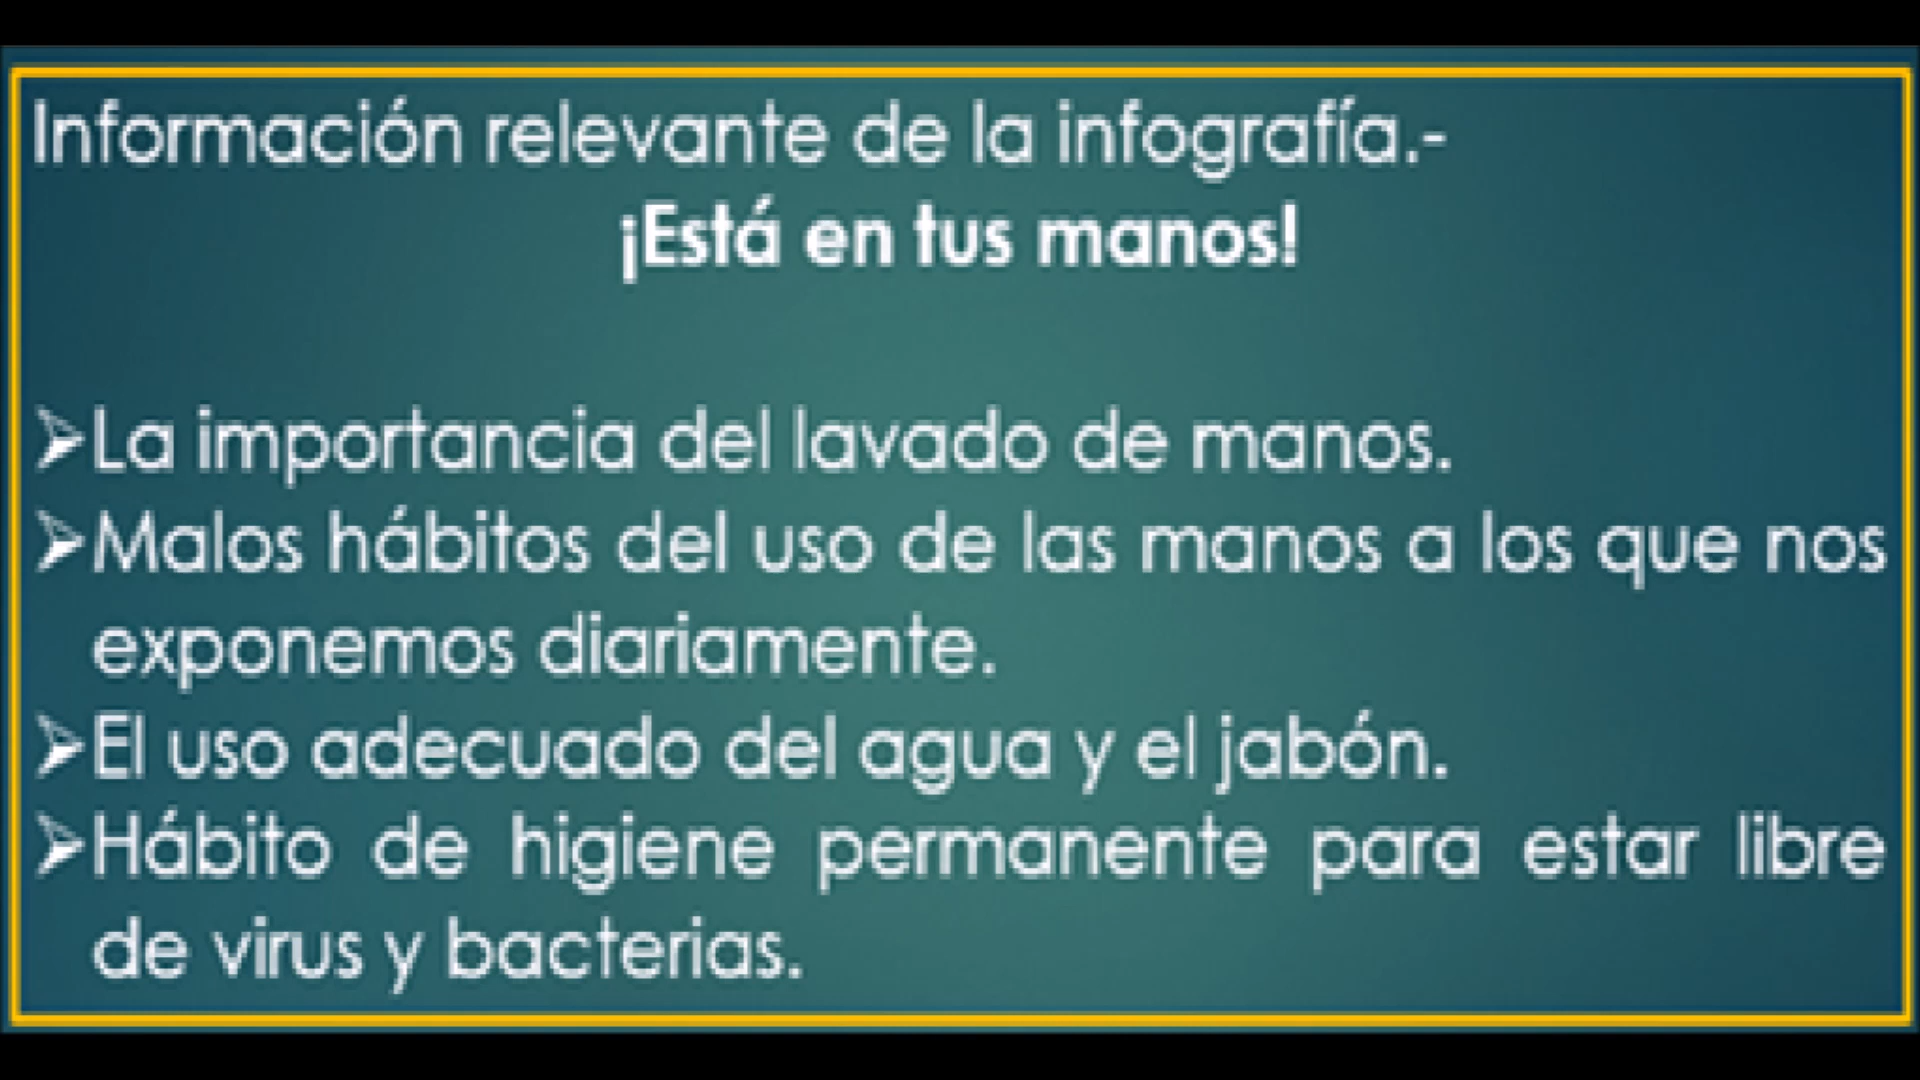 Información relevante de la infografía.-
¡Está en tus manos!
➢La importancia del lavado de manos.
➢Malos hábitos del uso de las manos a los que nos
exponemos diariamente.
➢El uso adecuado del agua y el jabón.
➢Hábito de higiene permanente para estar libre
de virus y bacterias.